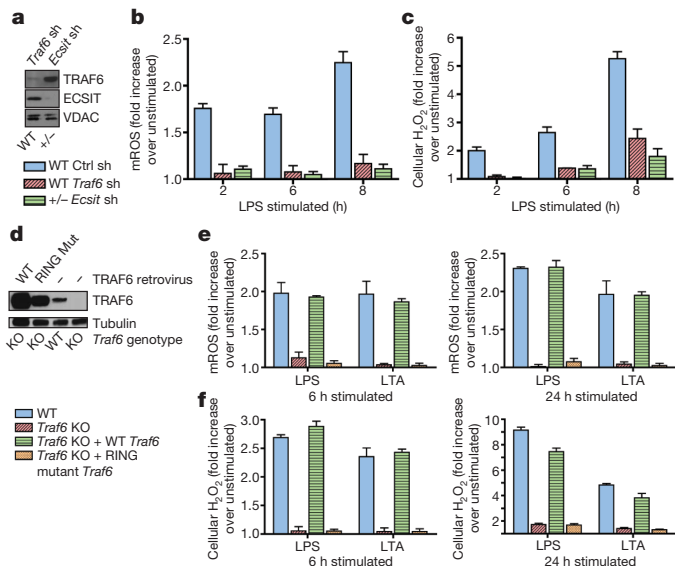 a
Traf6 sh
Ecsit sh
TRAF6
ECSIT
VDAC
WT
+/–
WT Ctrl sh
WT Traf6 sh
+/– Ecsit sh
b
mROS (fold increase
over unstimulated)
2.5
2.0
1.5
1.0
2
6
8
LPS stimulated (h)
c
Cellular H₂O₂ (fold increase
over unstimulated)
6
5
4
3
2
1
2
6
8
LPS stimulated (h)
d
WT
RING Mut
–
–
TRAF6 retrovirus
TRAF6
Tubulin
KO
KO
WT
KO
Traf6 genotype
WT
Traf6 KO
Traf6 KO + WT Traf6
Traf6 KO + RING
mutant Traf6
e
mROS (fold increase
over unstimulated)
2.5
2.0
1.5
1.0
LPS
LTA
6 h stimulated
mROS (fold increase
over unstimulated)
2.5
2.0
1.5
1.0
LPS
LTA
24 h stimulated
f
Cellular H₂O₂ (fold increase
over unstimulated)
3.0
2.5
2.0
1.5
1.0
LPS
LTA
6 h stimulated
Cellular H₂O₂ (fold increase
over unstimulated)
10
8
6
4
2
LPS
LTA
24 h stimulated